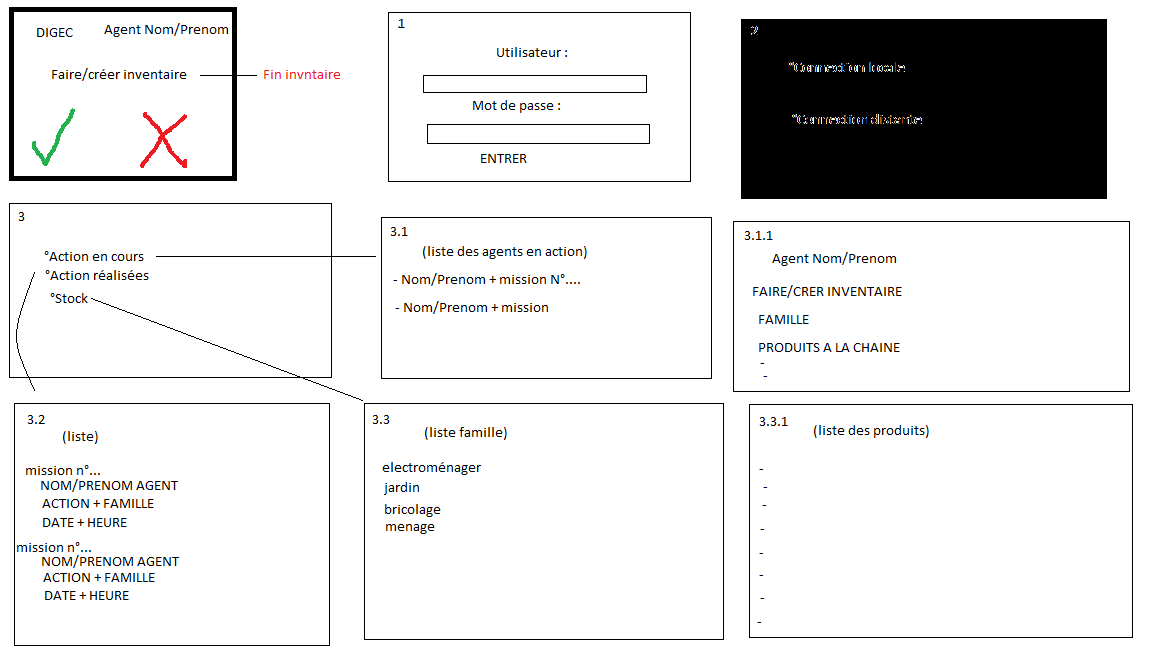 DIGEC
Agent Nom/Prenom
Faire/créer inventaire
Fin invntaire
1
Utilisateur :
Mot de passe :
ENTRER
2
°Connection locale
°Connection distante
3
°Action en cours
°Action réalisées
°Stock
3.1
(liste des agents en action)
- Nom/Prenom + mission N°....
- Nom/Prenom + mission
3.1.1
Agent Nom/Prenom
FAIRE/CRER INVENTAIRE
FAMILLE
PRODUITS A LA CHAINE
-
-
3.2
(liste)
mission n°...
NOM/PRENOM AGENT
ACTION + FAMILLE
DATE + HEURE
mission n°...
NOM/PRENOM AGENT
ACTION + FAMILLE
DATE + HEURE
3.3
(liste famille)
electroménager
jardin
bricolage
menage
3.3.1
(liste des produits)
-
-
-
-
-
-
-
-